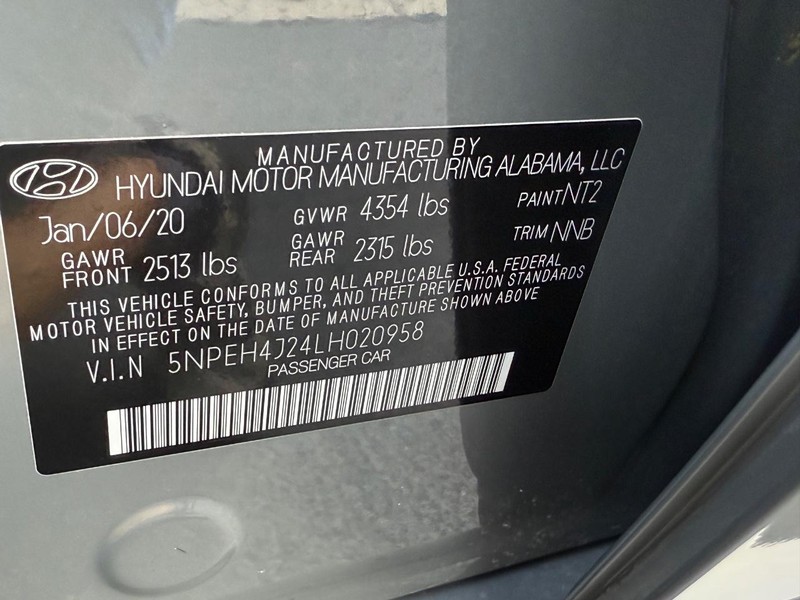 MANUFACTURED BY
HYUNDAI MOTOR MANUFACTURING ALABAMA, LLC
Jan/06/20 GVWR 4354 lbs PAINT NT2
GAWR FRONT 2513 lbs GAWR REAR 2315 lbs TRIM NNB
THIS VEHICLE CONFORMS TO ALL APPLICABLE U.S.A. FEDERAL
MOTOR VEHICLE SAFETY, BUMPER, AND THEFT PREVENTION STANDARDS
IN EFFECT ON THE DATE OF MANUFACTURE SHOWN ABOVE
V.I.N 5NPEH4J24LH020958
PASSENGER CAR